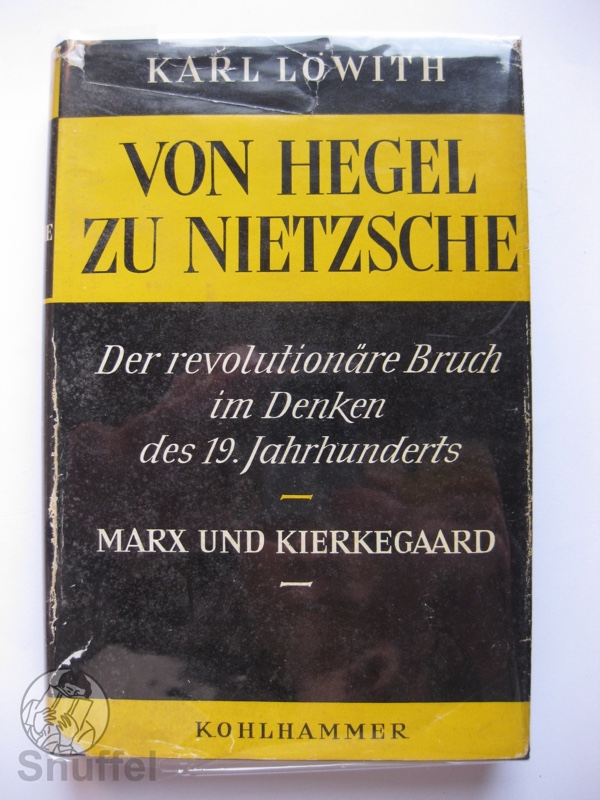 KARL LÖWITH
VON HEGEL
ZU NIETZSCHE
E
Der revolutionäre Bruch
im Denken
des 19. Jahrhunderts
MARX UND KIERKEGAARD
KOHLHAMMER
Snuffel